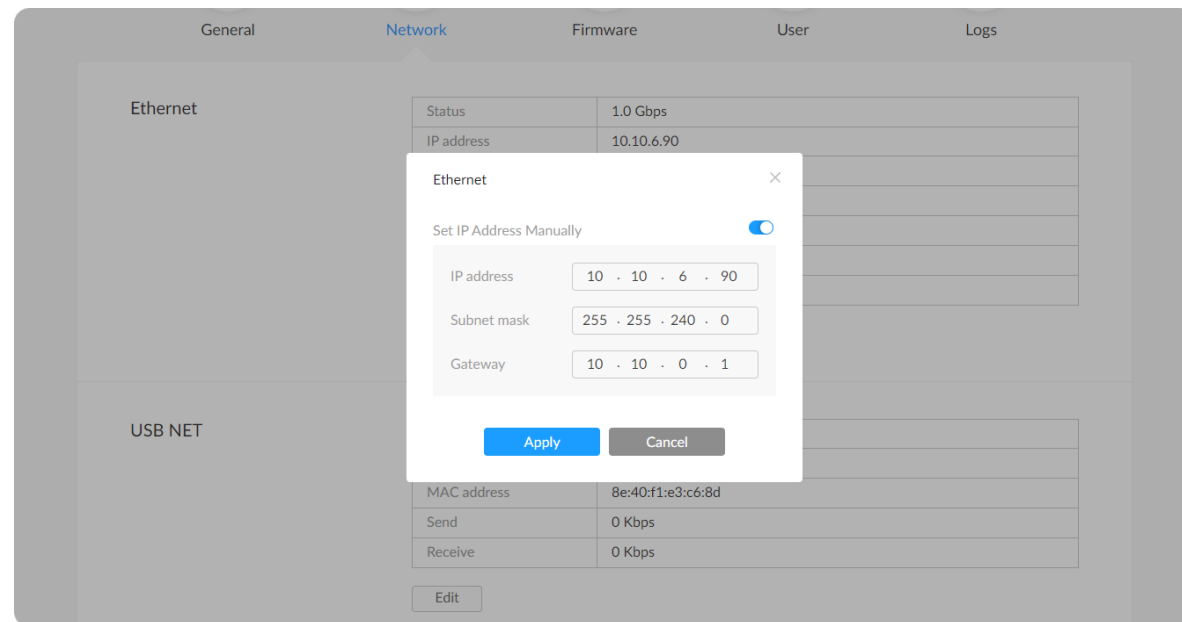 General Network Firmware User Logs
Ethernet
Status 1.0 Gbps
IP address 10.10.6.90
Ethernet
Set IP Address Manually
IP address 10 . 10 . 6 . 90
Subnet mask 255 . 255 . 240 . 0
Gateway 10 . 10 . 0 . 1
Apply Cancel
USB NET
MAC address 8e:40:f1:e3:c6:8d
Send 0 Kbps
Receive 0 Kbps
Edit